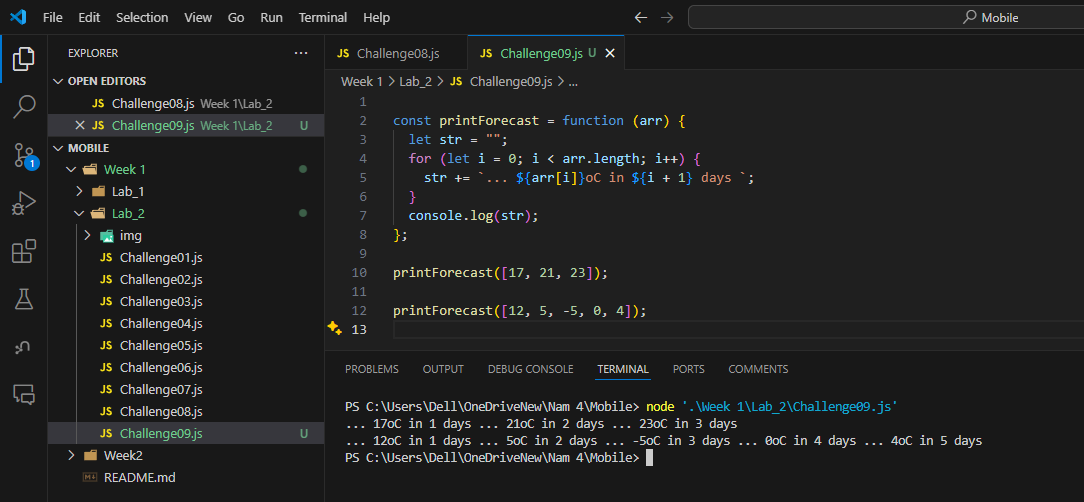 File Edit Selection View Go Run Terminal Help
Mobile
EXPLORER
OPEN EDITORS
JS Challenge08.js Week 1\Lab_2
JS Challenge09.js Week 1\Lab_2 U
MOBILE
Week 1
Lab_1
Lab_2
img
JS Challenge01.js
JS Challenge02.js
JS Challenge03.js
JS Challenge04.js
JS Challenge05.js
JS Challenge06.js
JS Challenge07.js
JS Challenge08.js
JS Challenge09.js U
Week2
README.md
1
JS Challenge08.js
JS Challenge09.js U
Week 1 > Lab_2 > JS Challenge09.js > ...
1
2 const printForecast = function (arr) {
3 let str = "";
4 for (let i = 0; i < arr.length; i++) {
5 str += `... ${arr[i]}oC in ${i + 1} days `;
6 }
7 console.log(str);
8 };
9
10 printForecast([17, 21, 23]);
11
12 printForecast([12, 5, -5, 0, 4]);
13
PROBLEMS OUTPUT DEBUG CONSOLE TERMINAL PORTS COMMENTS
PS C:\Users\Dell\OneDriveNew\Nam 4\Mobile> node '.\Week 1\Lab_2\Challenge09.js'
... 17oC in 1 days ... 21oC in 2 days ... 23oC in 3 days
... 12oC in 1 days ... 5oC in 2 days ... -5oC in 3 days ... 0oC in 4 days ... 4oC in 5 days
PS C:\Users\Dell\OneDriveNew\Nam 4\Mobile>